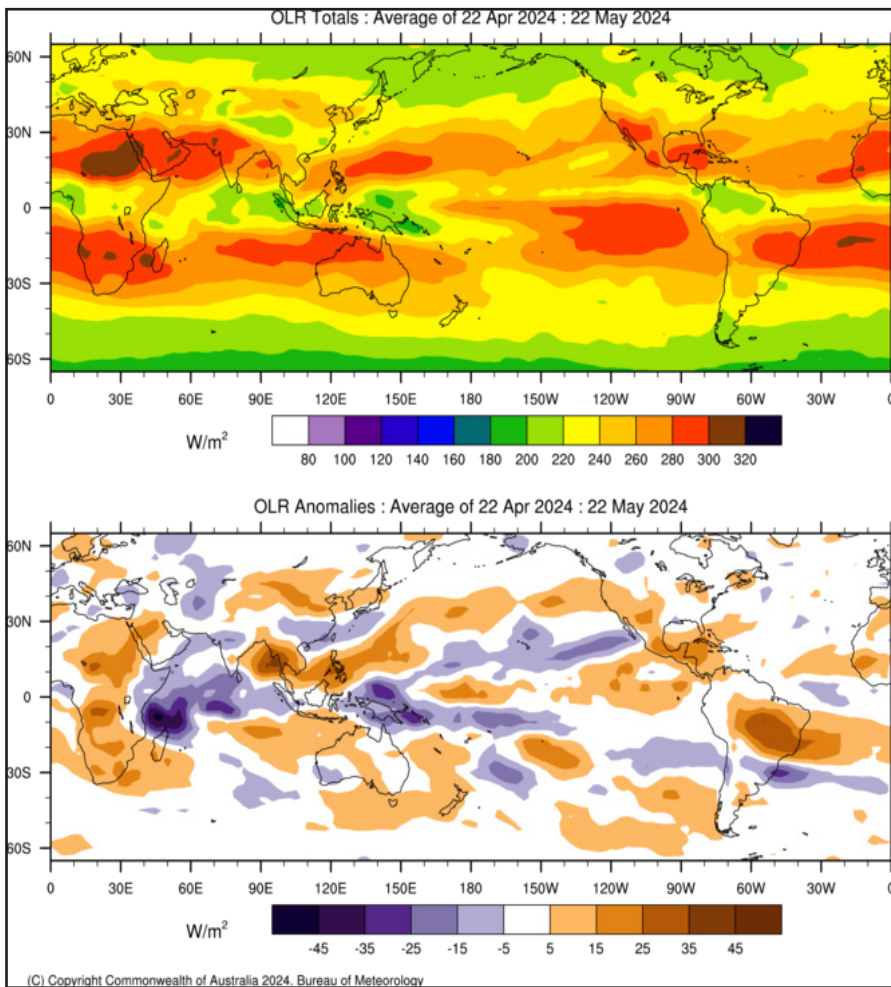 OLR Totals : Average of 22 Apr 2024 : 22 May 2024
60N
30N
0
30S
60S
0 30E 60E 90E 120E 150E 180 150W 120W 90W 60W 30W
W/m²
80 100 120 140 160 180 200 220 240 260 280 300 320
OLR Anomalies : Average of 22 Apr 2024 : 22 May 2024
60N
30N
0
30S
60S
0 30E 60E 90E 120E 150E 180 150W 120W 90W 60W 30W
W/m²
-45 -35 -25 -15 -5 5 15 25 35 45
(C) Copyright Commonwealth of Australia 2024. Bureau of Meteorology